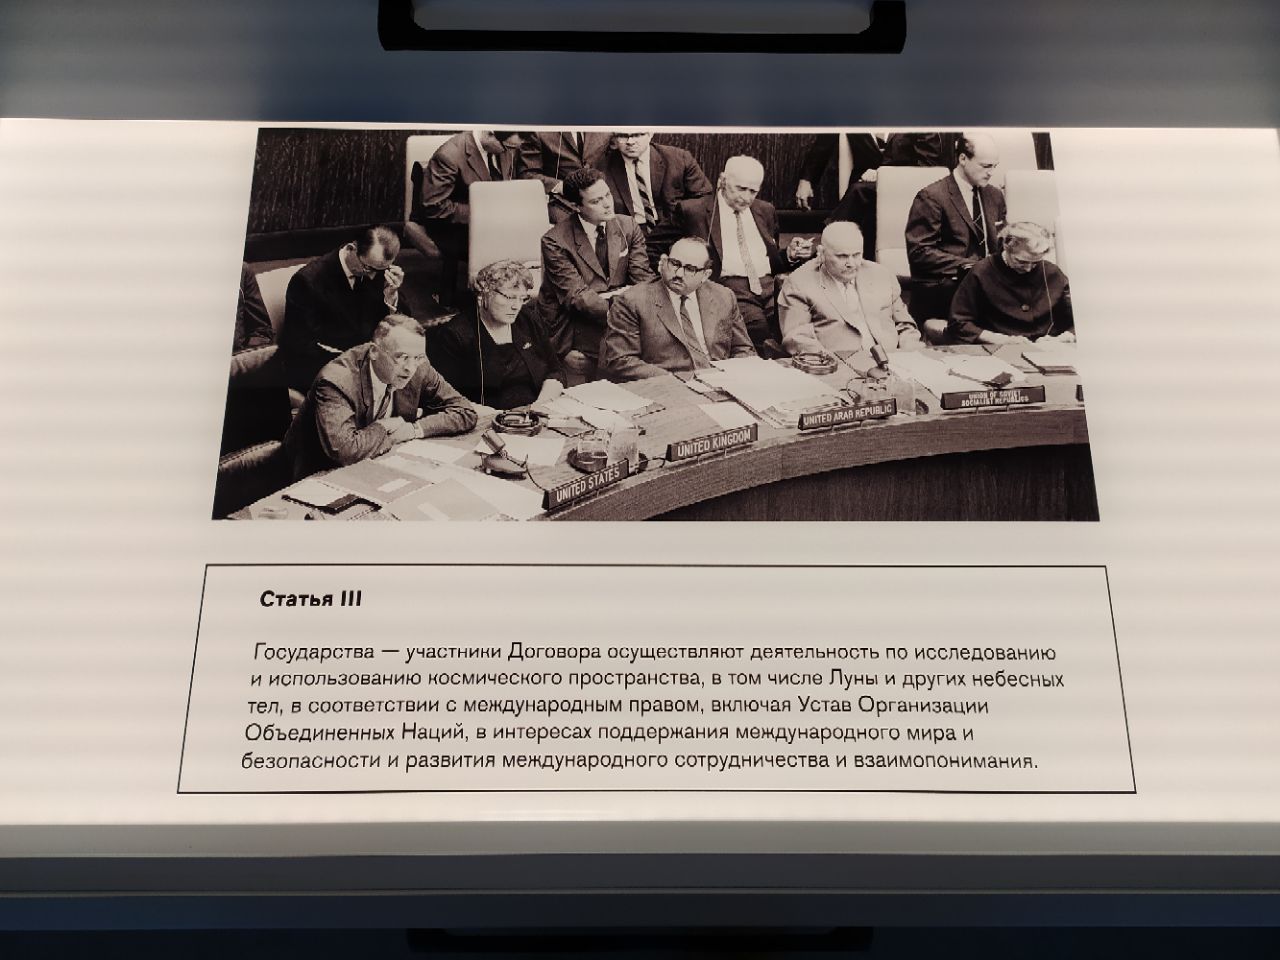 UNITED STATES
UNITED KINGDOM
UNITED ARAB REPUBLIC
UNION OF SOVIET
SOCIALIST REPUBLICS
Статья III
Государства — участники Договора осуществляют деятельность по исследованию
и использованию космического пространства, в том числе Луны и других небесных
тел, в соответствии с международным правом, включая Устав Организации
Объединенных Наций, в интересах поддержания международного мира и
безопасности и развития международного сотрудничества и взаимопонимания.